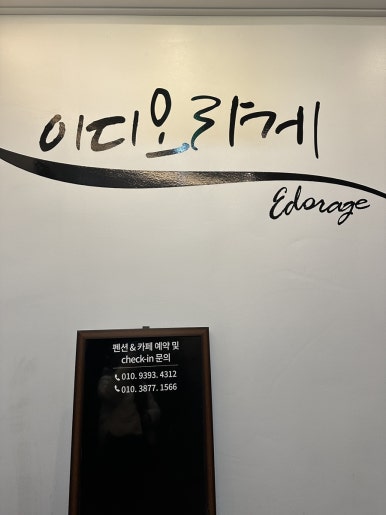 이디오라게
Edorage
펜션 & 카페 예약 및
check-in 문의
010. 9393. 4312
010. 3877. 1566